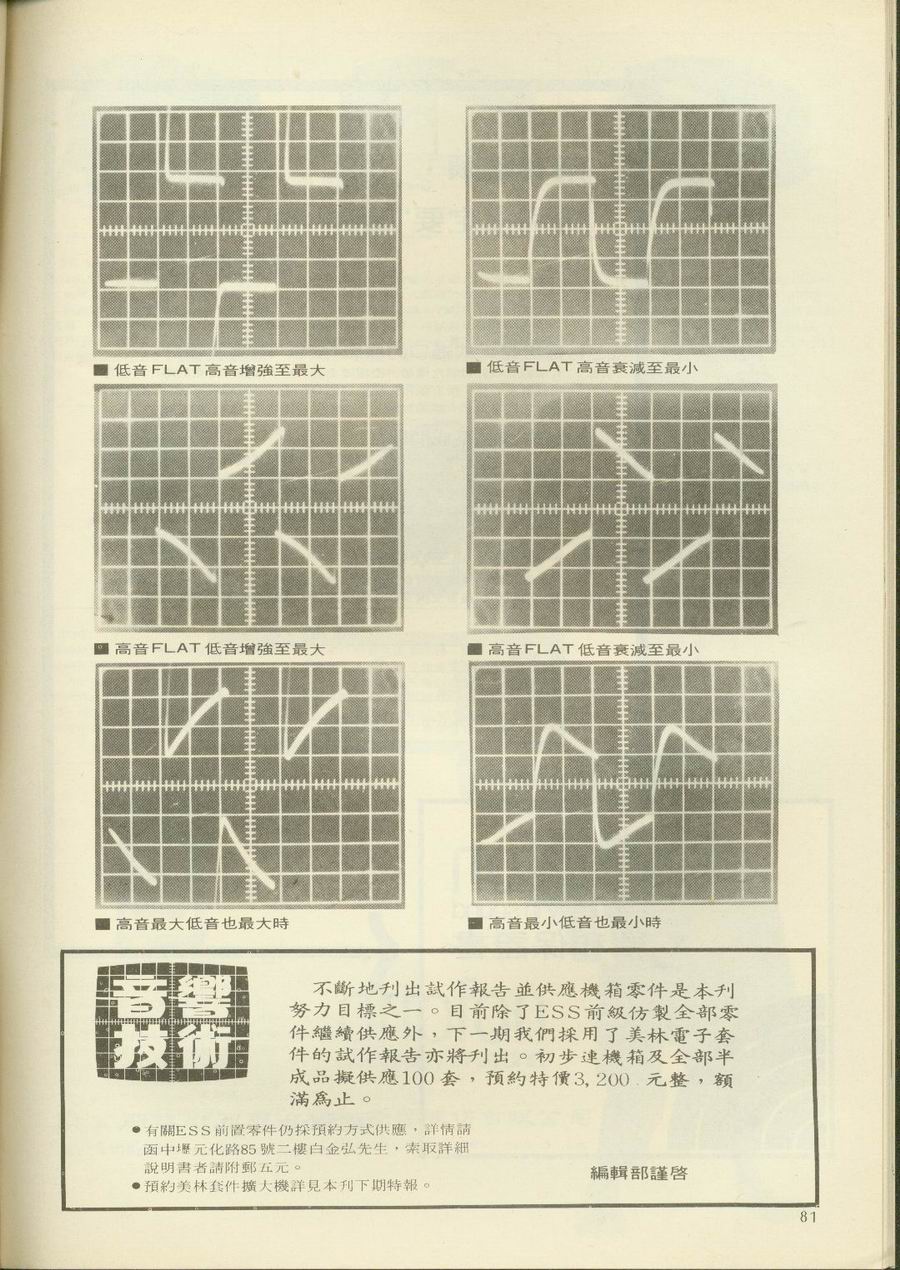 ■ 低音FLAT高音增強至最大
■ 低音FLAT高音衰減至最小
■ 高音FLAT低音增強至最大
■ 高音FLAT低音衰減至最小
■ 高音最大低音也最大時
■ 高音最小低音也最小時
音響
技術
不斷地刊出試作報告並供應機箱零件是本刊
努力目標之一。目前除了ESS前級仿製全部零
件繼續供應外，下一期我們採用了美林電子套
件的試作報告亦將刊出。初步連機箱及全部半
成品擬供應100套，預約特價3,200元整，額
滿爲止。
●有關ESS前置零件仍採預約方式供應，詳情請
函中壢元化路85號二樓白金弘先生，索取詳細
說明書者請附郵五元。
●預約美林套件擴大機詳見本刊下期特報。
編輯部謹啓
81